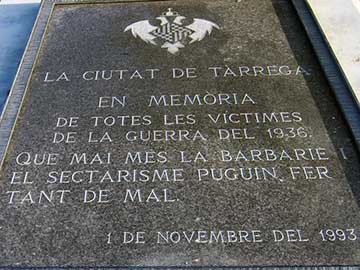 LA CIUTAT DE TÀRREGA
EN MEMÒRIA
DE TOTES LES VÍCTIMES
DE LA GUERRA DEL 1936.
QUE MAI MES LA BARBARIE I
EL SECTARISME PUGUIN FER
TANT DE MAL.
1 DE NOVEMBRE DEL 1993